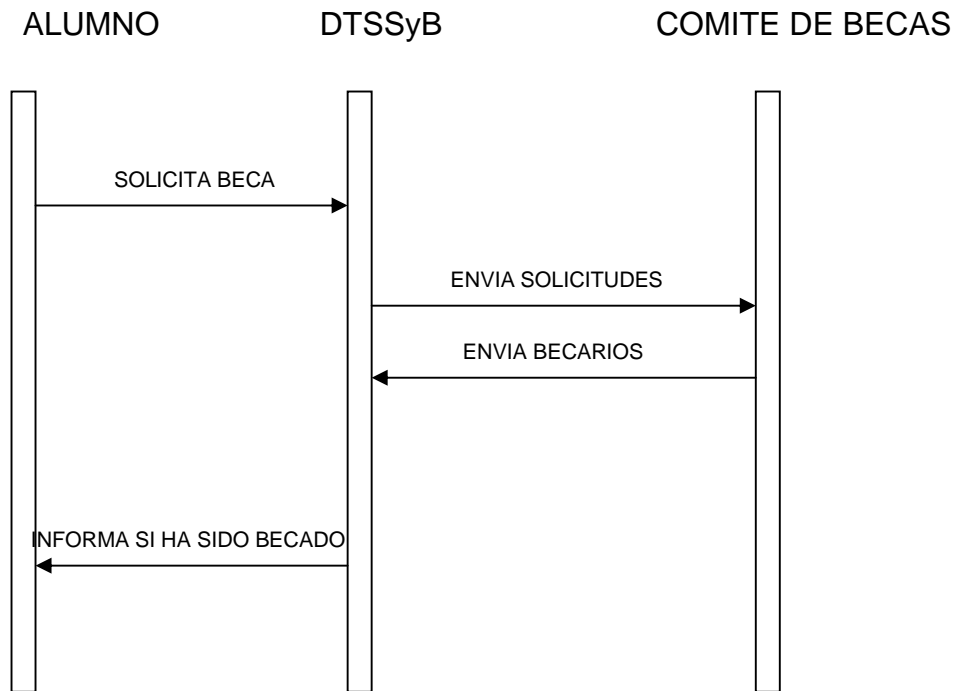 ALUMNO
DTSSyB
COMITE DE BECAS
SOLICITA BECA
ENVIA SOLICITUDES
ENVIA BECARIOS
INFORMA SI HA SIDO BECADO